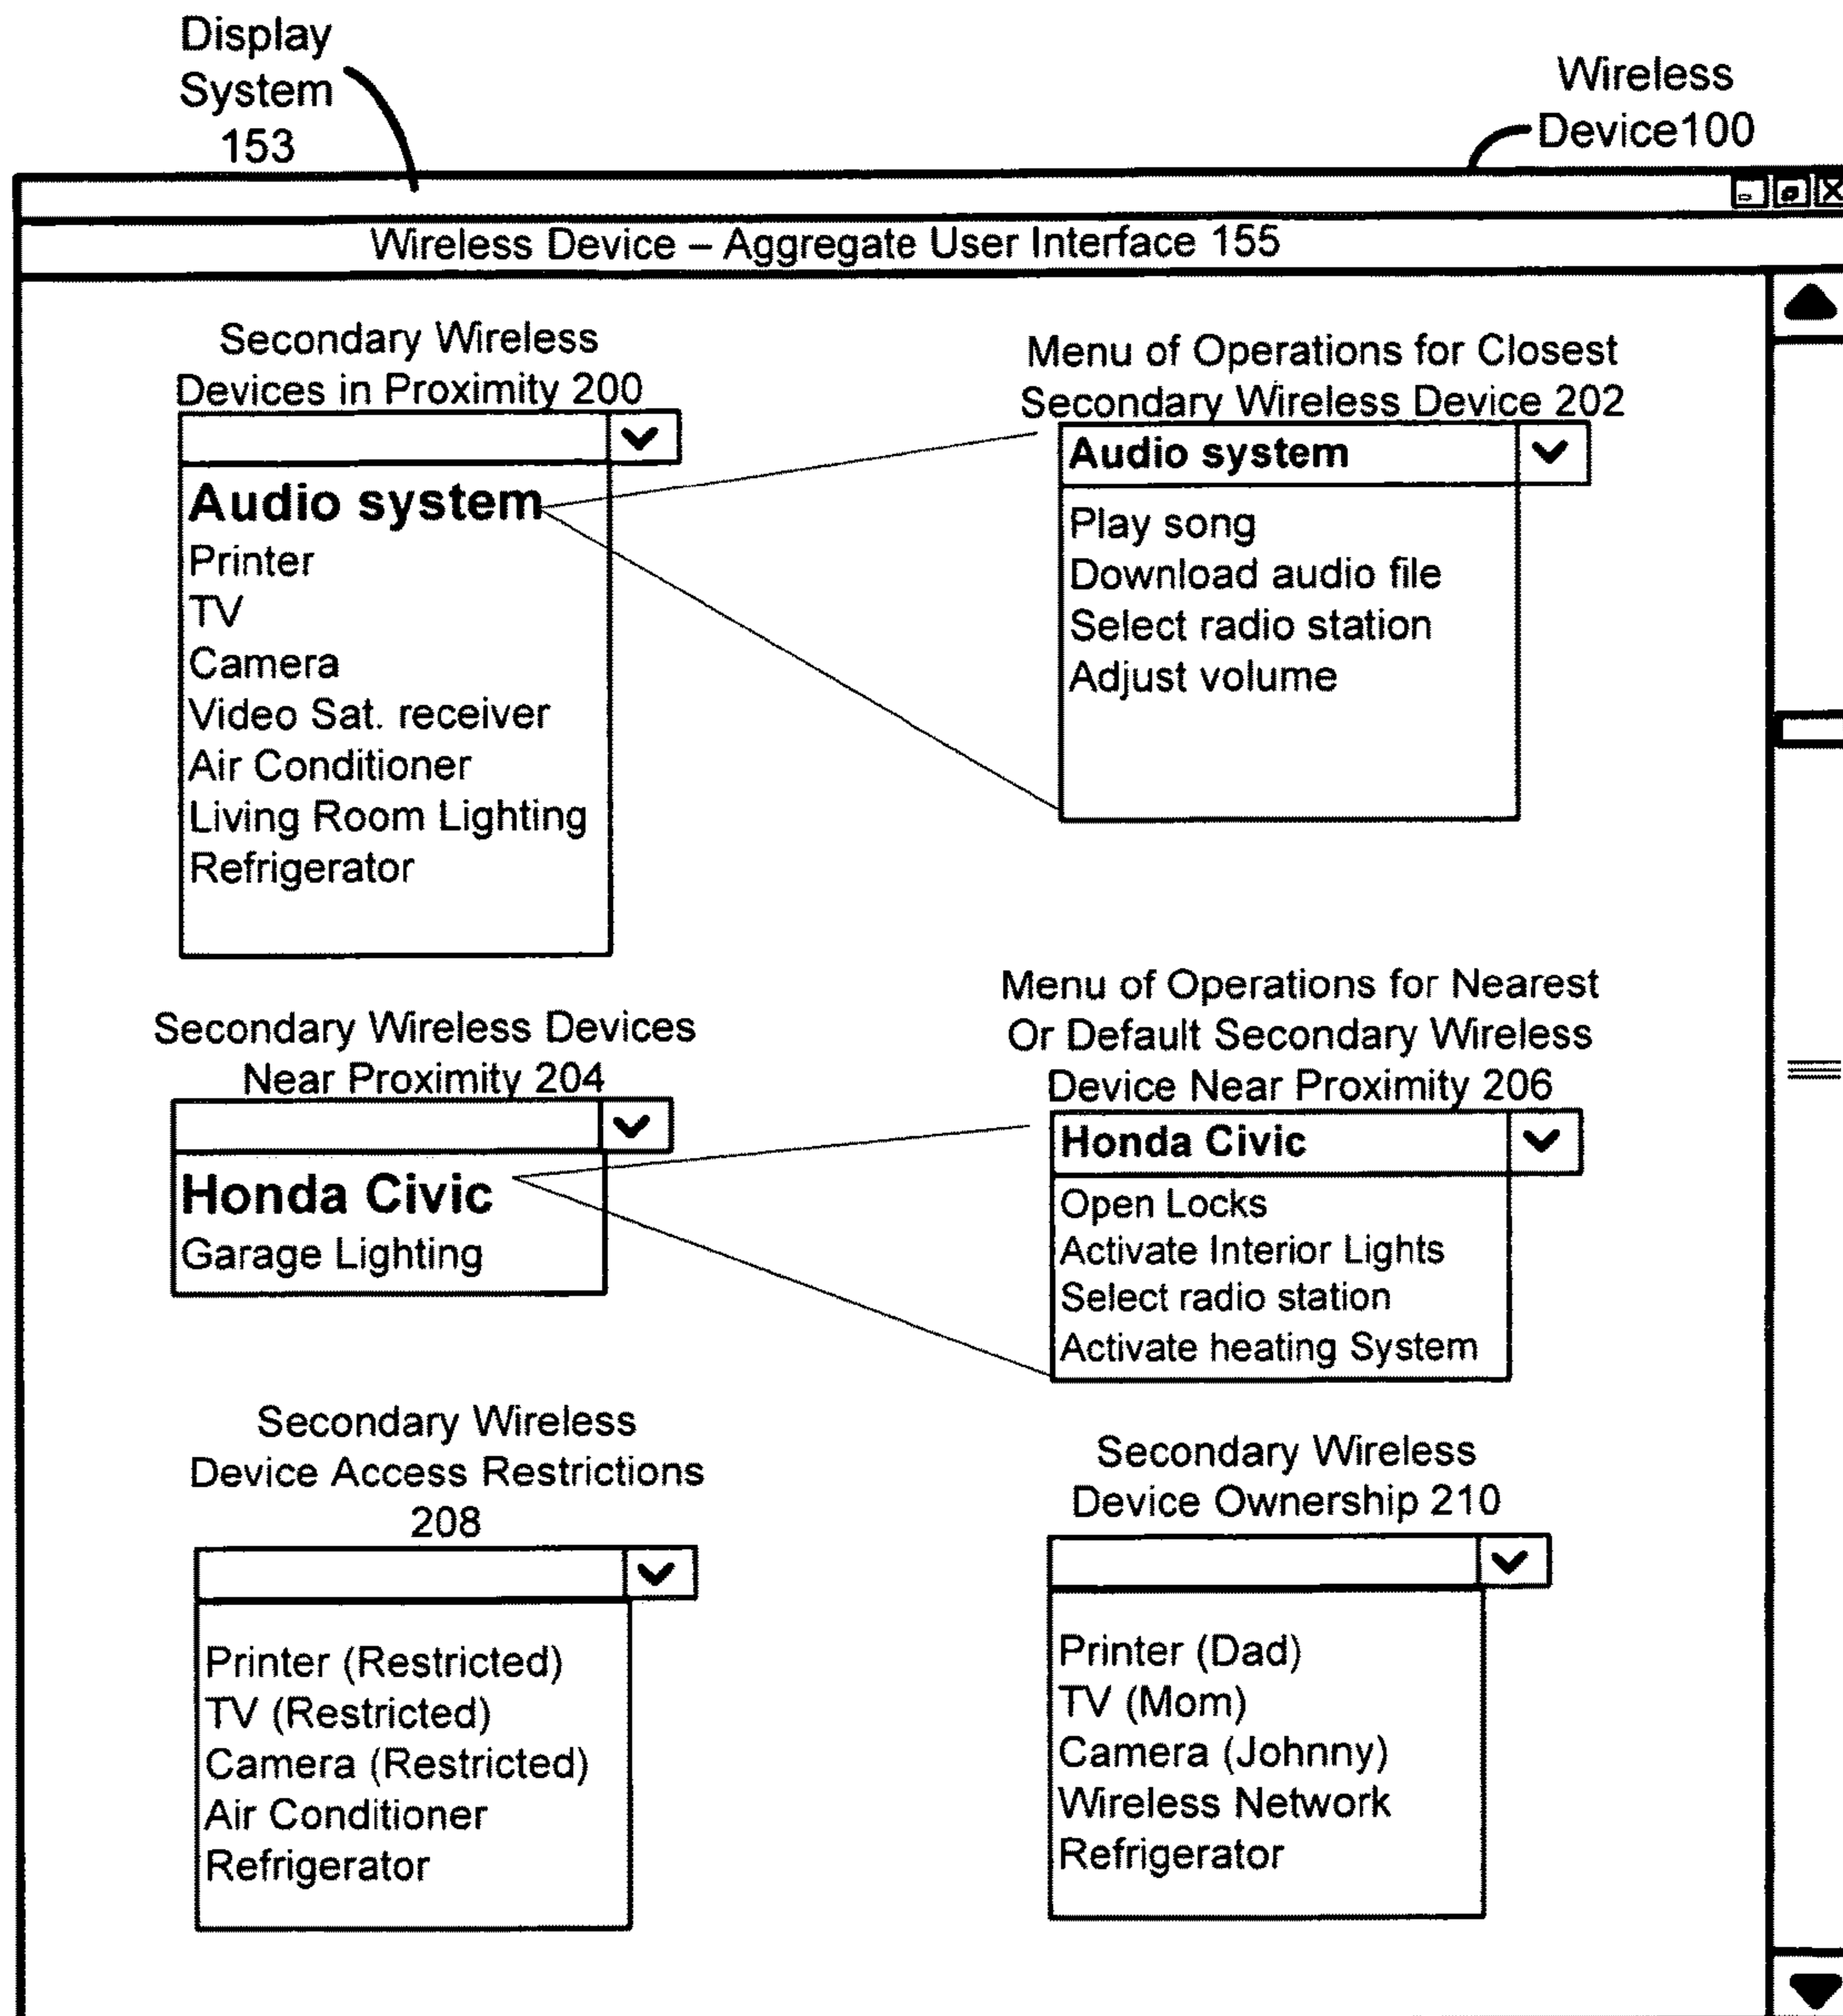 Display
System
153
Wireless
Device100
Wireless Device – Aggregate User Interface 155
Secondary Wireless
Devices in Proximity 200
Audio system
Printer
TV
Camera
Video Sat. receiver
Air Conditioner
Living Room Lighting
Refrigerator
Menu of Operations for Closest
Secondary Wireless Device 202
Audio system
Play song
Download audio file
Select radio station
Adjust volume
Secondary Wireless Devices
Near Proximity 204
Honda Civic
Garage Lighting
Menu of Operations for Nearest
Or Default Secondary Wireless
Device Near Proximity 206
Honda Civic
Open Locks
Activate Interior Lights
Select radio station
Activate heating System
Secondary Wireless
Device Access Restrictions
208
Printer (Restricted)
TV (Restricted)
Camera (Restricted)
Air Conditioner
Refrigerator
Secondary Wireless
Device Ownership 210
Printer (Dad)
TV (Mom)
Camera (Johnny)
Wireless Network
Refrigerator